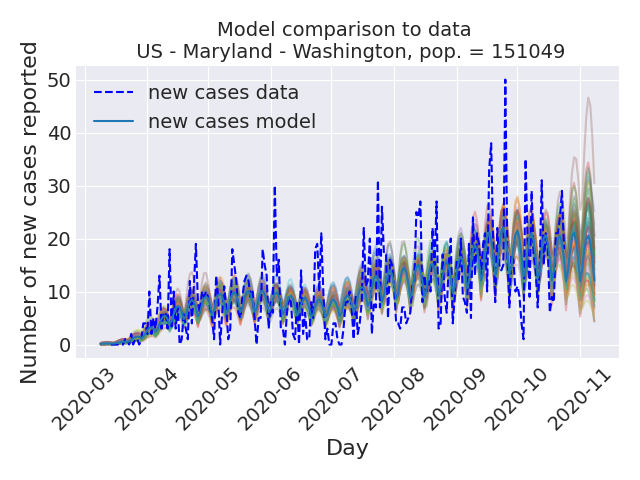 Model comparison to data
US - Maryland - Washington, pop. = 151049
Number of new cases reported
50
40
30
20
10
0
new cases data
new cases model
2020-03
2020-04
2020-05
2020-06
2020-07
2020-08
2020-09
2020-10
2020-11
Day